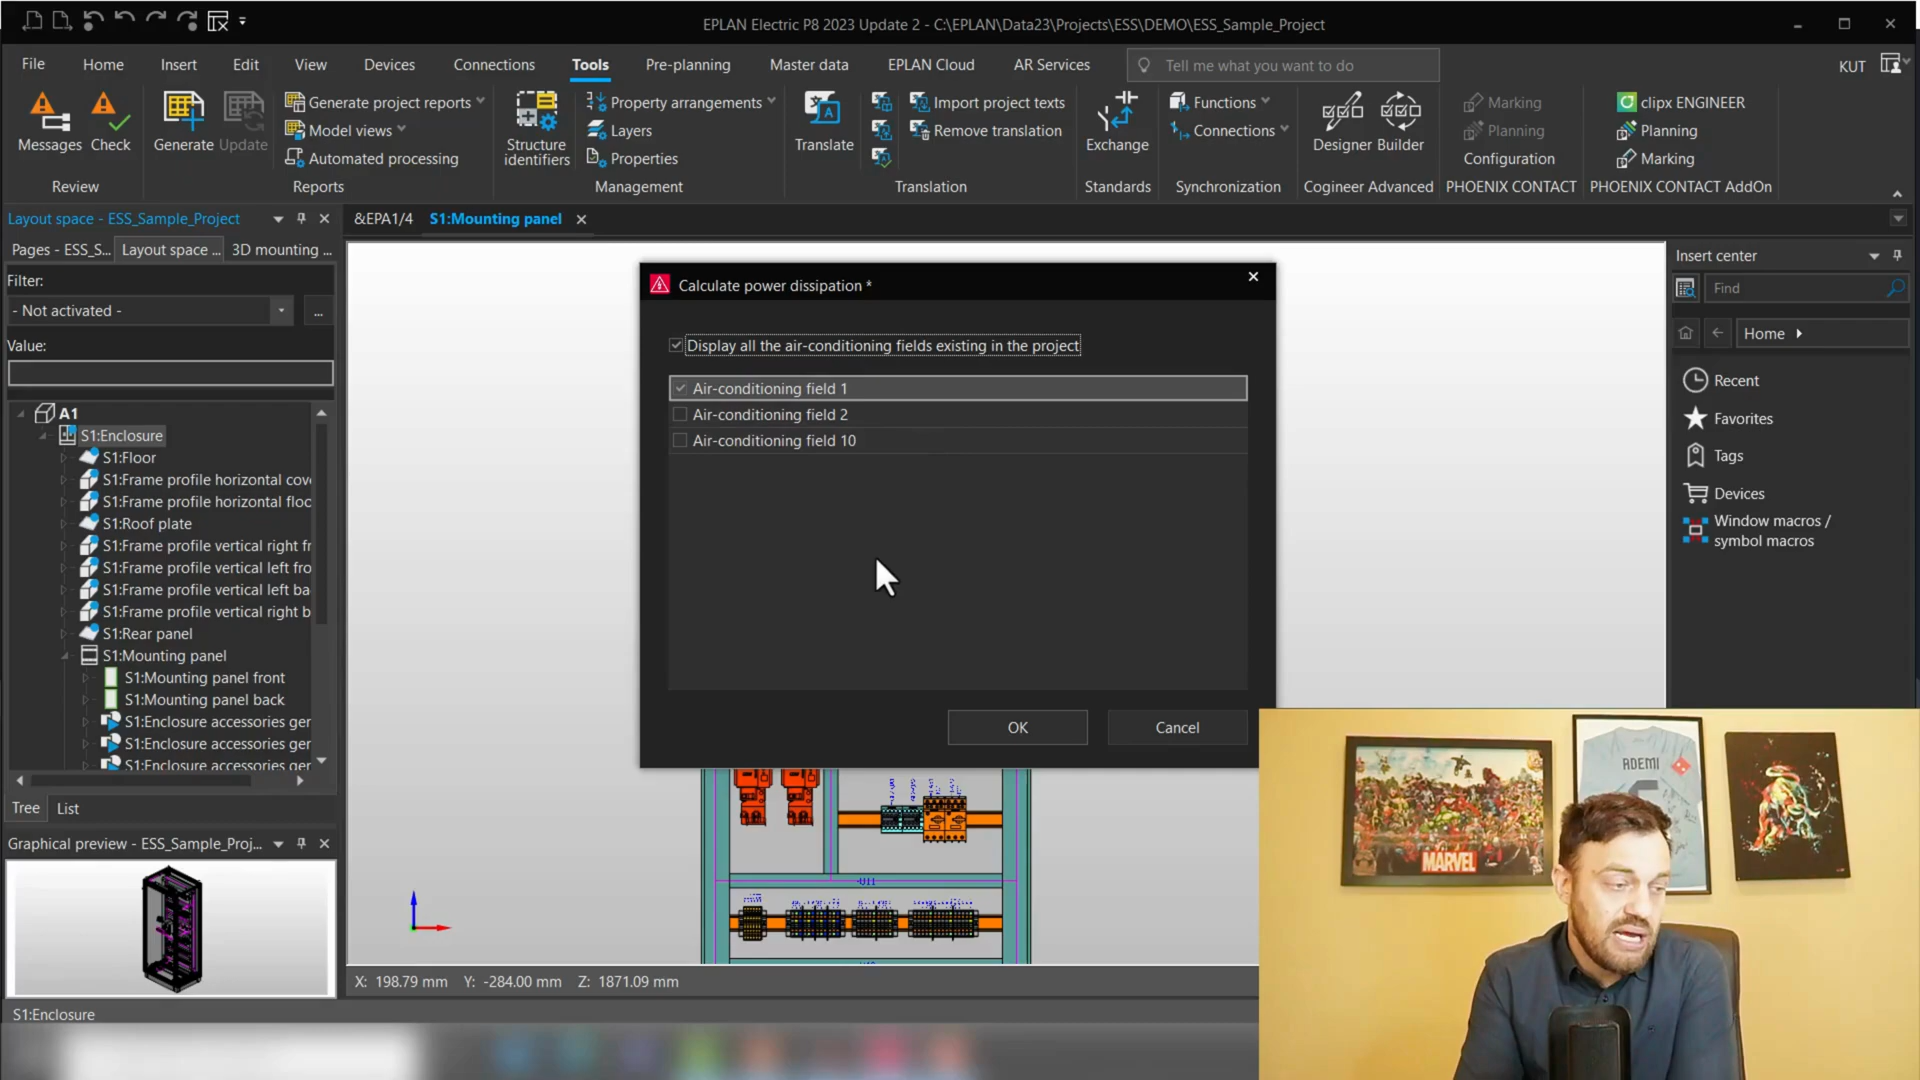 EPLAN Electric P8 2023 Update 2 - C:\EPLAN\Data23\Projects\ESS\DEMO\ESS_Sample_Project
File Home Insert Edit View Devices Connections Tools Pre-planning Master data EPLAN Cloud AR Services Tell me what you want to do KUT
Messages Check
Review
Generate Update
Generate project reports
Model views
Automated processing
Reports
Structure
identifiers
Property arrangements
Layers
Properties
Management
Translate
Import project texts
Remove translation
Translation
Exchange
Standards
Functions
Connections
Synchronization
Designer Builder
Cogineer Advanced
Marking
Planning
Configuration
PHOENIX CONTACT
clipx ENGINEER
Planning
Marking
PHOENIX CONTACT AddOn
Layout space - ESS_Sample_Project
Pages - ESS_S... Layout space ... 3D mounting ...
Filter:
- Not activated -
...
Value:
A1
S1:Enclosure
S1:Floor
S1:Frame profile horizontal cov
S1:Frame profile horizontal floo
S1:Roof plate
S1:Frame profile vertical right fr
S1:Frame profile vertical left fro
S1:Frame profile vertical left ba
S1:Frame profile vertical right b
S1:Rear panel
S1:Mounting panel
S1:Mounting panel front
S1:Mounting panel back
S1:Enclosure accessories ger
S1:Enclosure accessories ger
S1:Enclosure accessories ger
Tree List
Graphical preview - ESS_Sample_Proj...
S1:Enclosure
&EPA1/4 S1:Mounting panel
Calculate power dissipation *
Display all the air-conditioning fields existing in the project
Air-conditioning field 1
Air-conditioning field 2
Air-conditioning field 10
OK Cancel
-U11
X: 198.79 mm Y: -284.00 mm Z: 1871.09 mm
Insert center
Find
Home
Recent
Favorites
Tags
Devices
Window macros /
symbol macros
MARVEL
ADEMI